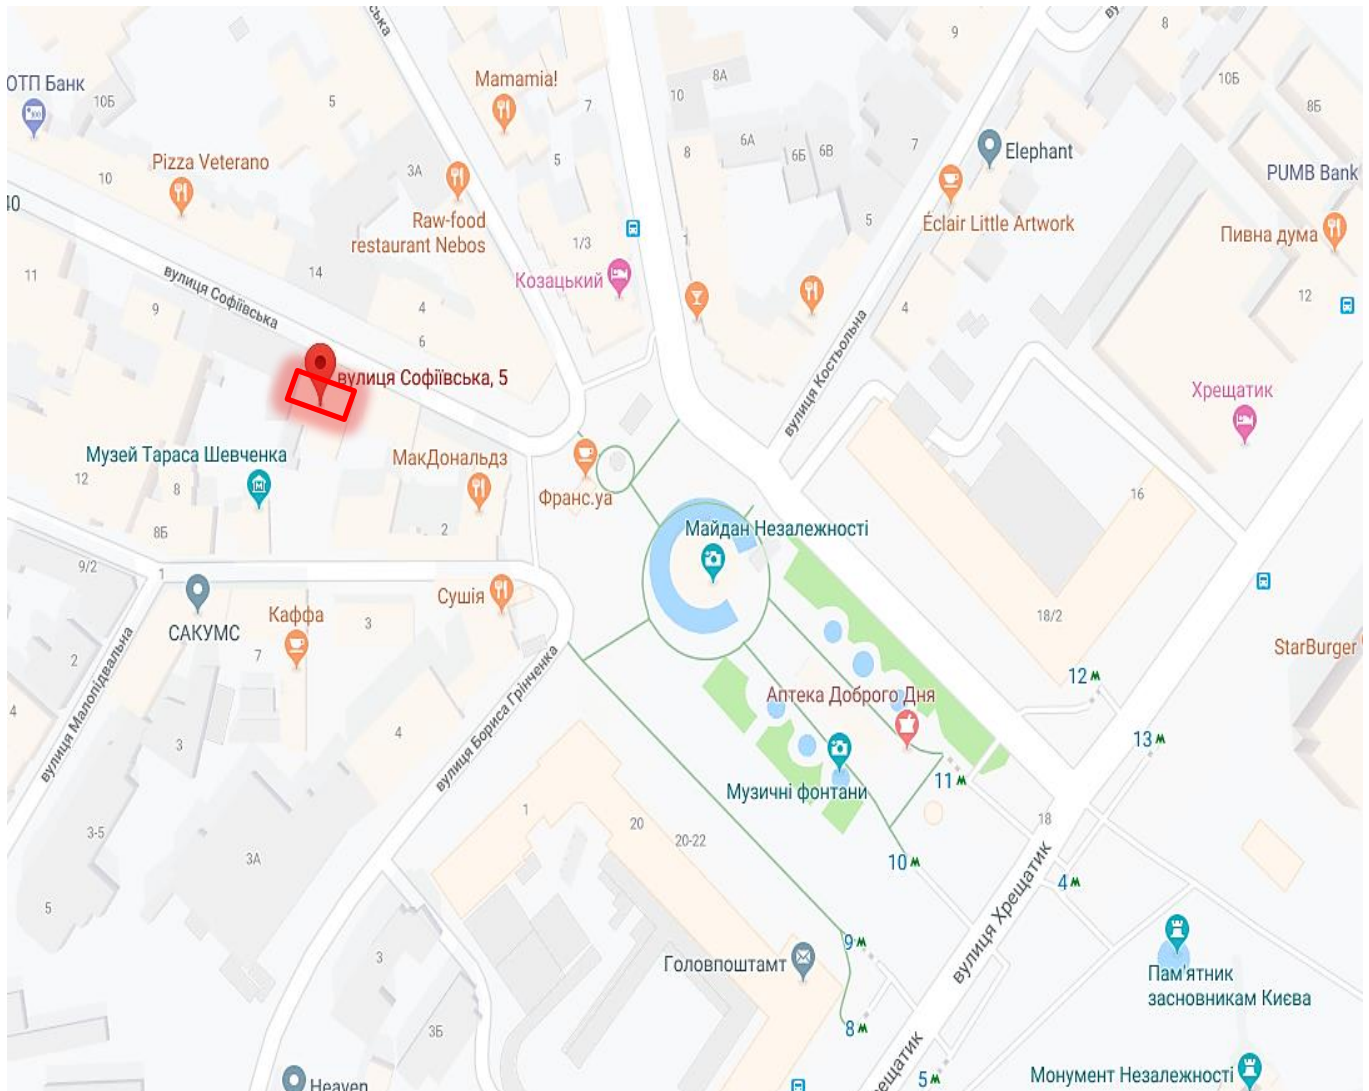 ська
ву
8
9
8А
10
7
5
10Б
8Б
Mamamia!
ОТП Банк
10Б
6А
6Б
6В
8
7
5
3А
Elephant
PUMB Bank
Pizza Veterano
10
40
Raw-food
restaurant Nebos
1
5
Éclair Little Artwork
Пивна дума
1/3
Козацький
11
вулиця Софіївська
14
9
4
6
4
12
вулиця Костьольна
вулиця Софіївська, 5
Хрещатик
Музей Тараса Шевченка
МакДональдз
12
8
Франс.уа
16
8Б
2
Майдан Незалежності
9/2
1
Сушія
Каффа
3
САКУМС
18/2
7
2
вулиця Малопідвальна
вулиця Бориса Грінченка
StarBurger
12
Аптека Доброго Дня
4
3
4
13
11
Музичні фонтани
1
20
20-22
18
3-5
3А
10
4
вулиця Хрещатик
5
9
3
Головпоштамт
Пам'ятник
засновникам Києва
8
3Б
ещатик
5
Монумент Незалежності
Heaven